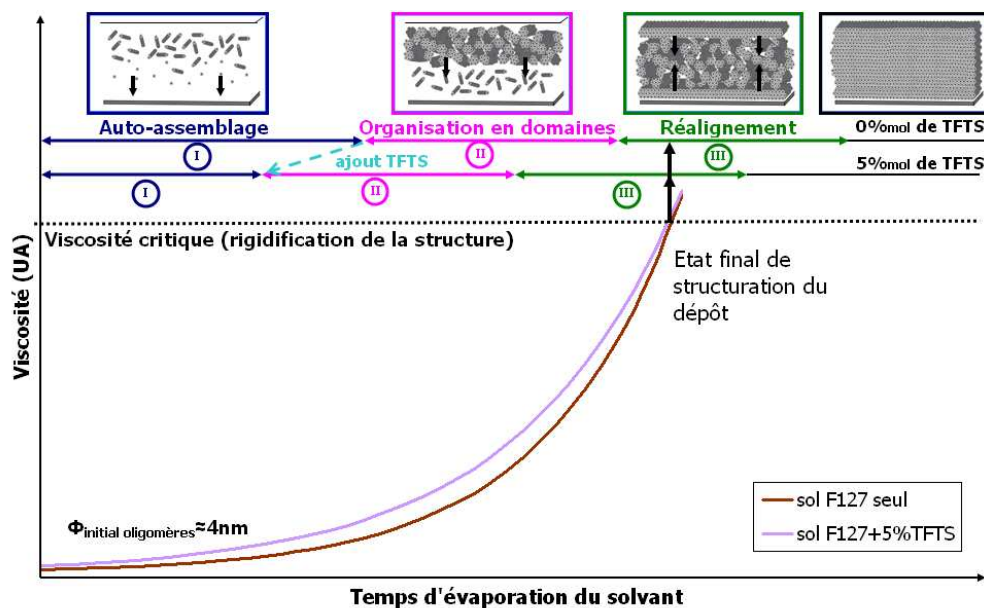 Auto-assemblage
Organisation en domaines
Réalignement
0%mol de TFTS
I
II
III
ajout TFTS
5%mol de TFTS
I
II
III
Viscosité critique (rigidification de la structure)
Etat final de
structuration du
dépôt
Viscosité (UA)
Φinitial oligomères≈4nm
sol F127 seul
sol F127+5%TFTS
Temps d'évaporation du solvant